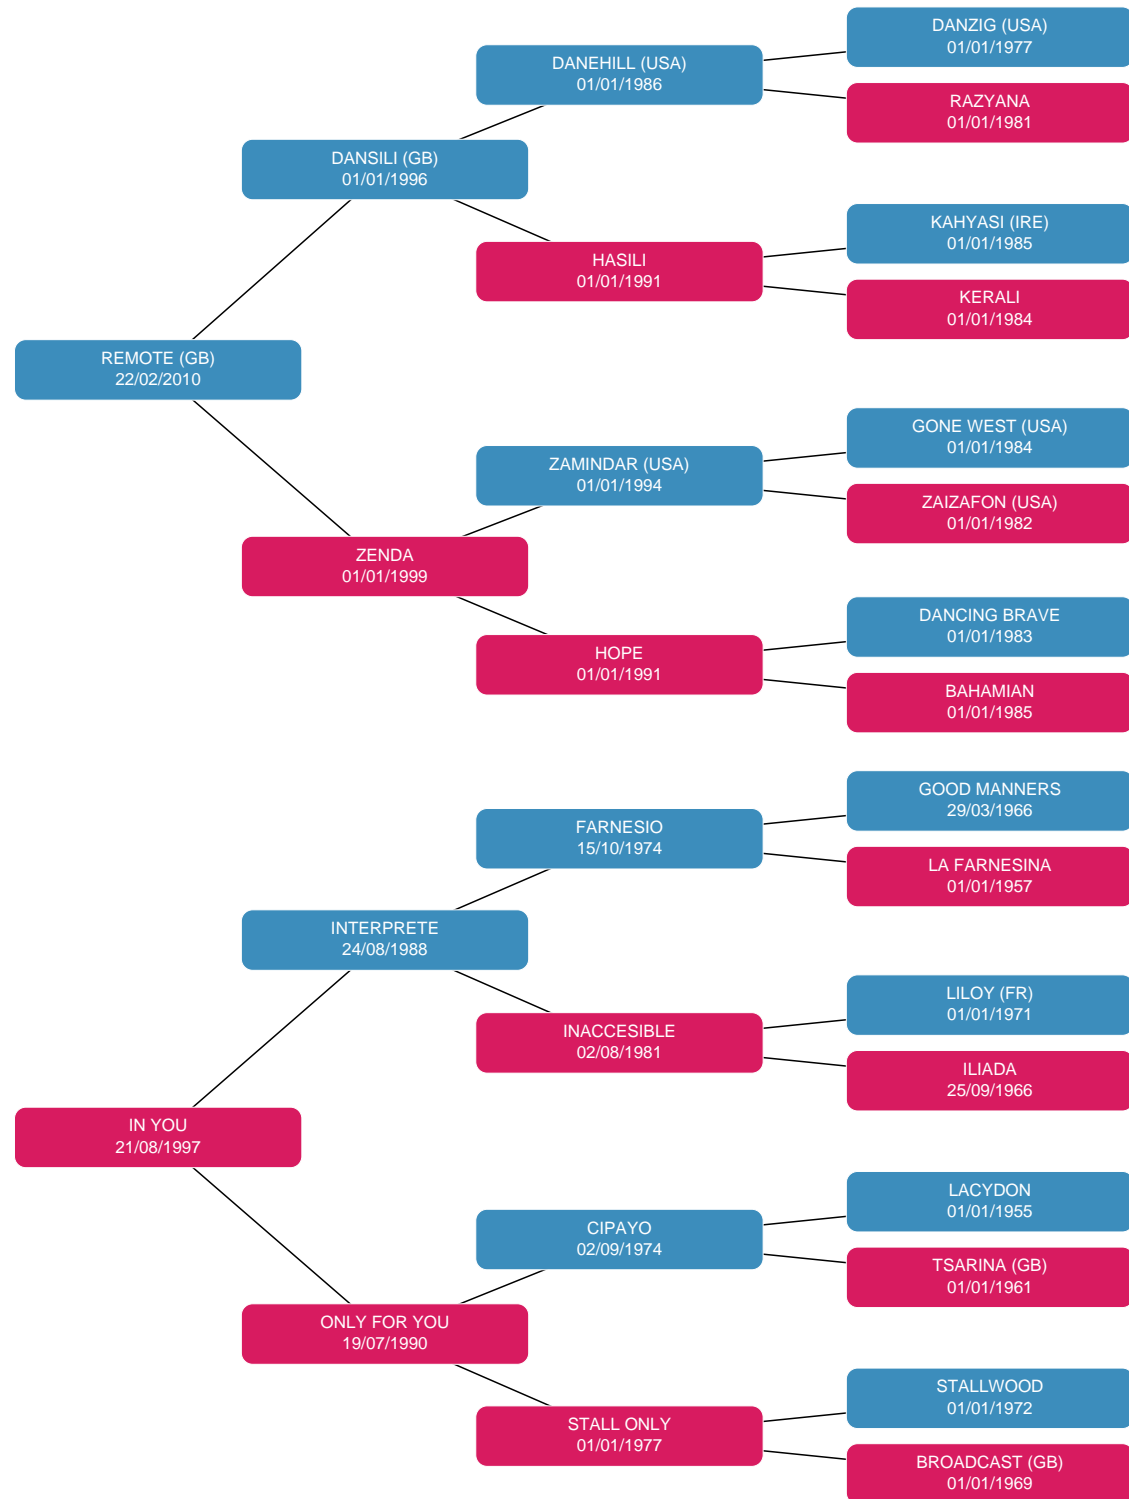 DANZIG (USA)
01/01/1977
DANEHILL (USA)
01/01/1986
RAZYANA
01/01/1981
DANSILI (GB)
01/01/1996
KAHYASI (IRE)
01/01/1985
HASILI
01/01/1991
KERALI
01/01/1984
REMOTE (GB)
22/02/2010
GONE WEST (USA)
01/01/1984
ZAMINDAR (USA)
01/01/1994
ZAIZAFON (USA)
01/01/1982
ZENDA
01/01/1999
DANCING BRAVE
01/01/1983
HOPE
01/01/1991
BAHAMIAN
01/01/1985
GOOD MANNERS
29/03/1966
FARNESIO
15/10/1974
LA FARNESINA
01/01/1957
INTERPRETE
24/08/1988
LILOY (FR)
01/01/1971
INACCESIBLE
02/08/1981
ILIADA
25/09/1966
IN YOU
21/08/1997
LACYDON
01/01/1955
CIPAYO
02/09/1974
TSARINA (GB)
01/01/1961
ONLY FOR YOU
19/07/1990
STALLWOOD
01/01/1972
STALL ONLY
01/01/1977
BROADCAST (GB)
01/01/1969